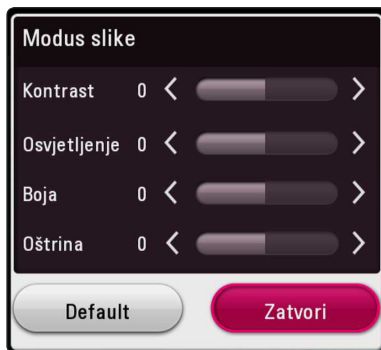 Modus slike
Kontrast 0
Osvjetljenje 0
Boja 0
Oštrina 0
Default Zatvori